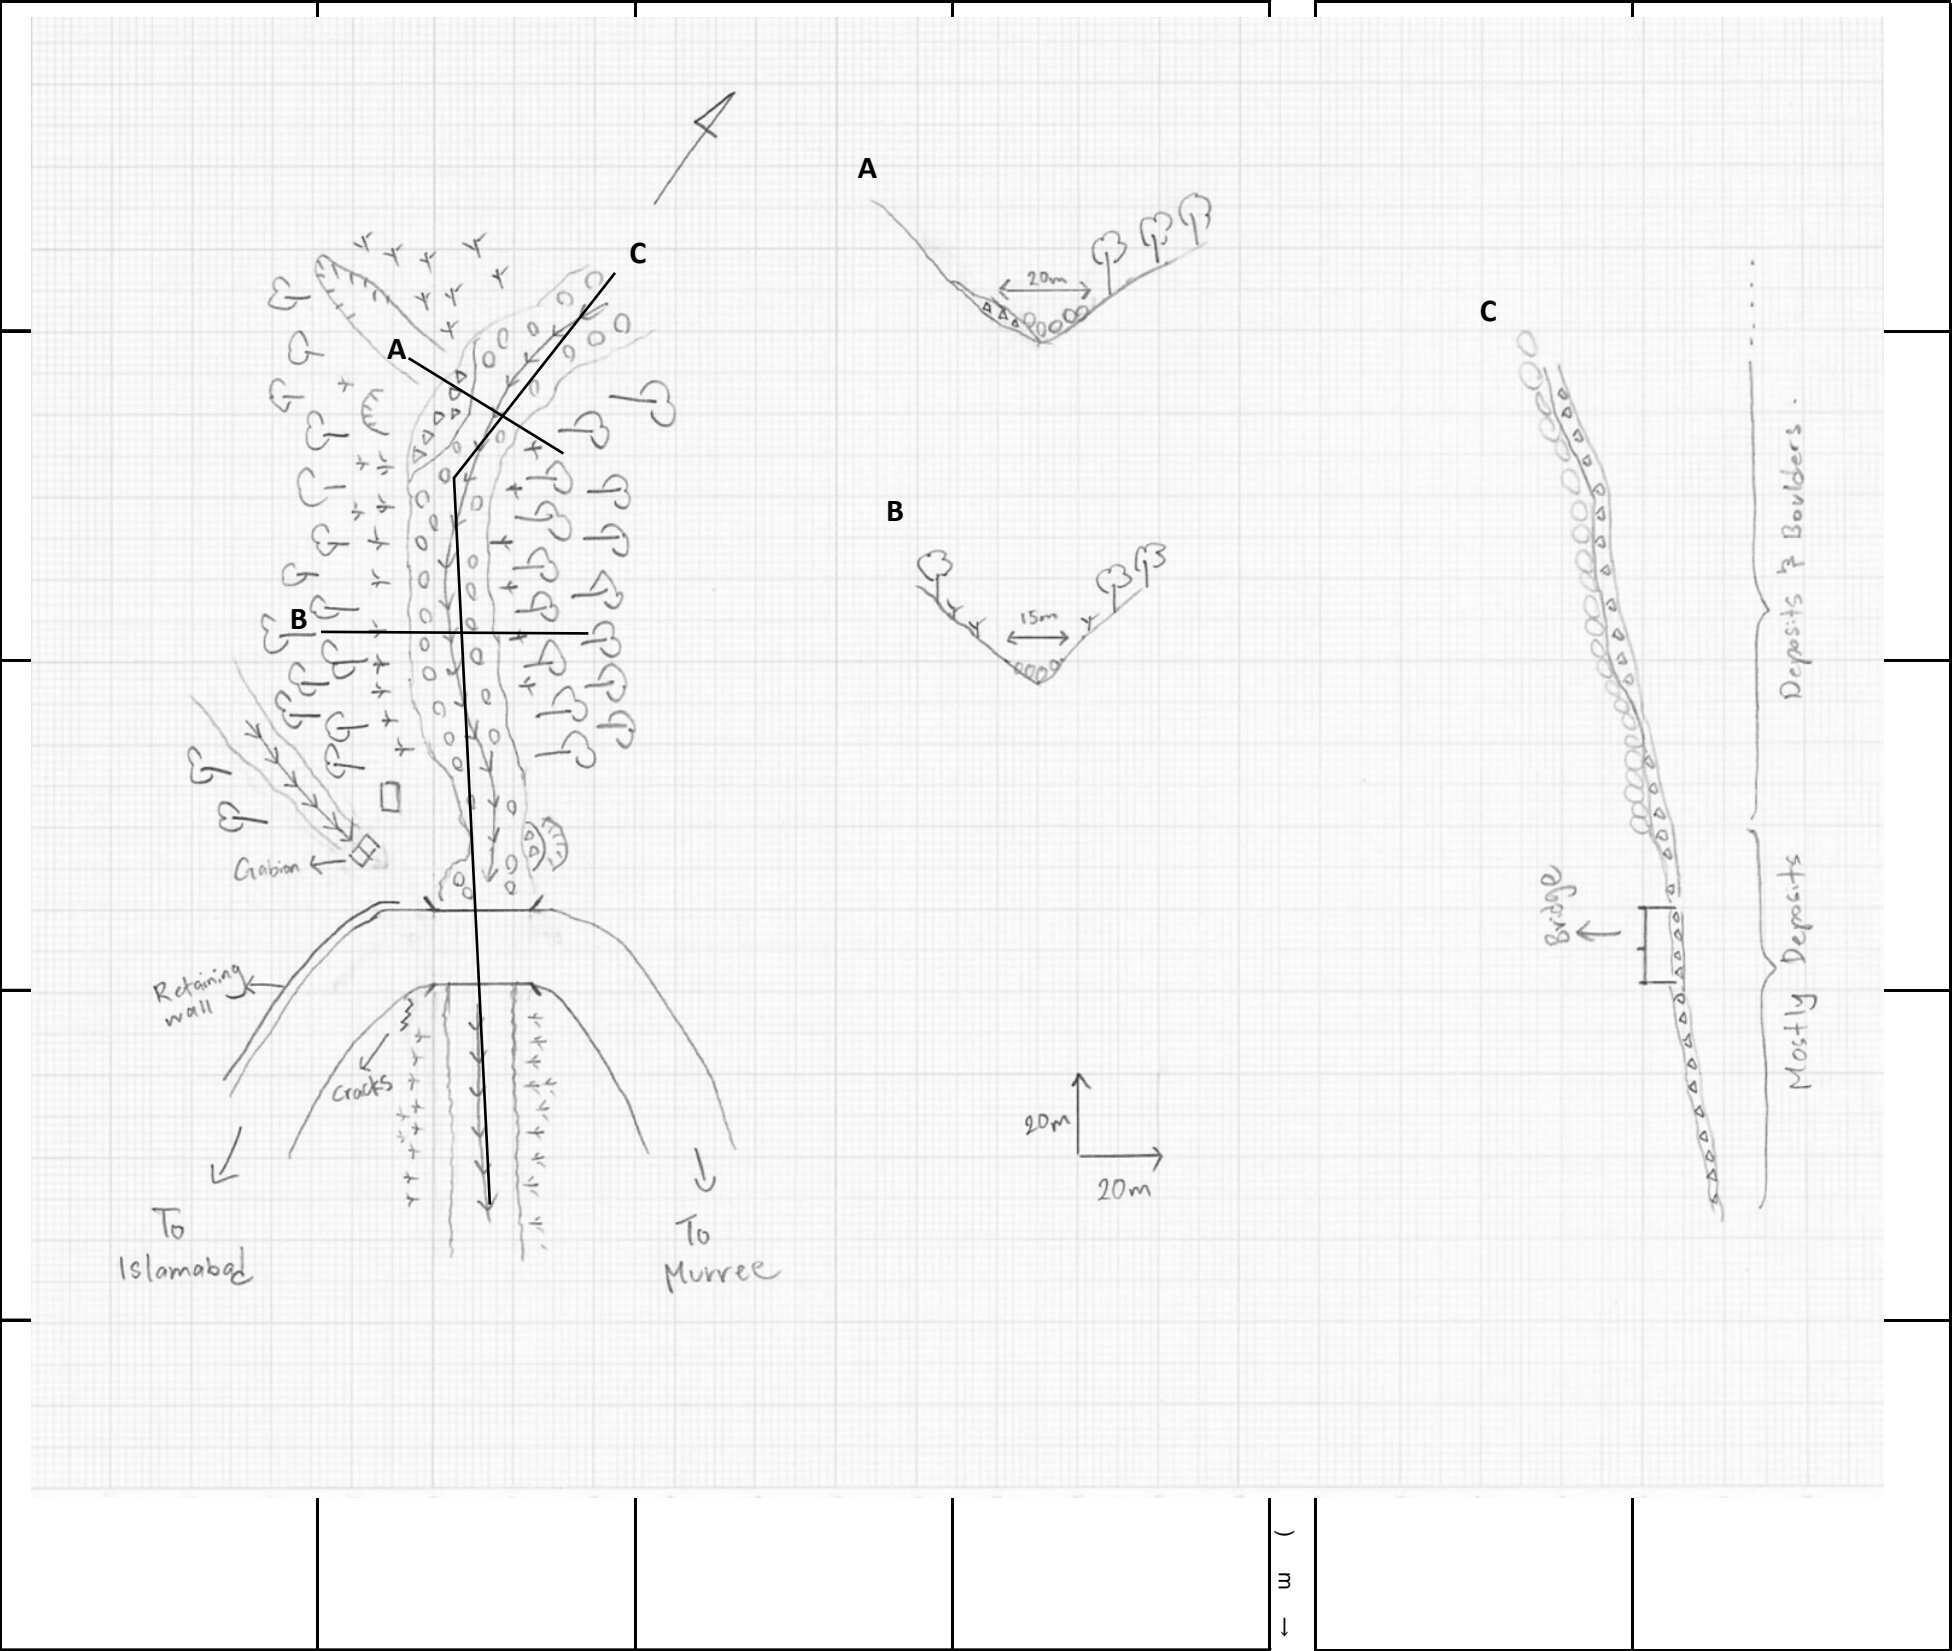 C
A
B
Gabion
Retaining
wall
Cracks
To
Islamabad
To
Murree
A
20m
B
15m
20m
20m
C
Bridge
Deposits & Boulders.
Mostly Deposits
) m →